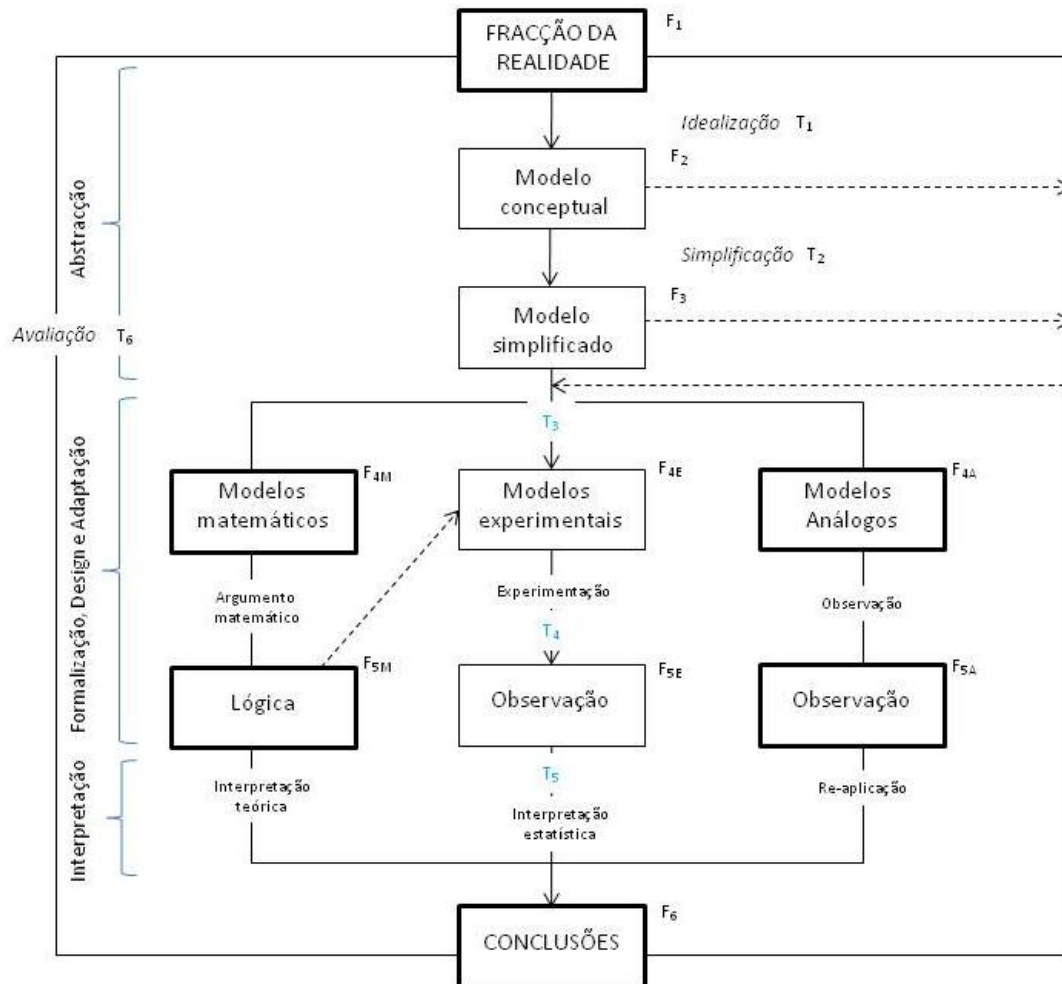 FRACÇÃO DA
REALIDADE
F1
Idealização T1
Modelo
conceptual
F2
Simplificação T2
Modelo
simplificado
F3
Abstracção
Avaliação T6
T3
Modelos
matemáticos
F4M
Modelos
experimentais
F4E
Modelos
Análogos
F4A
Formalização, Design e Adaptação
Argumento
matemático
Experimentação
Observação
T4
Lógica
F5M
Observação
F5E
Observação
F5A
Interpretação
Interpretação
teórica
T5
Interpretação
estatística
Re-aplicação
CONCLUSÕES
F6